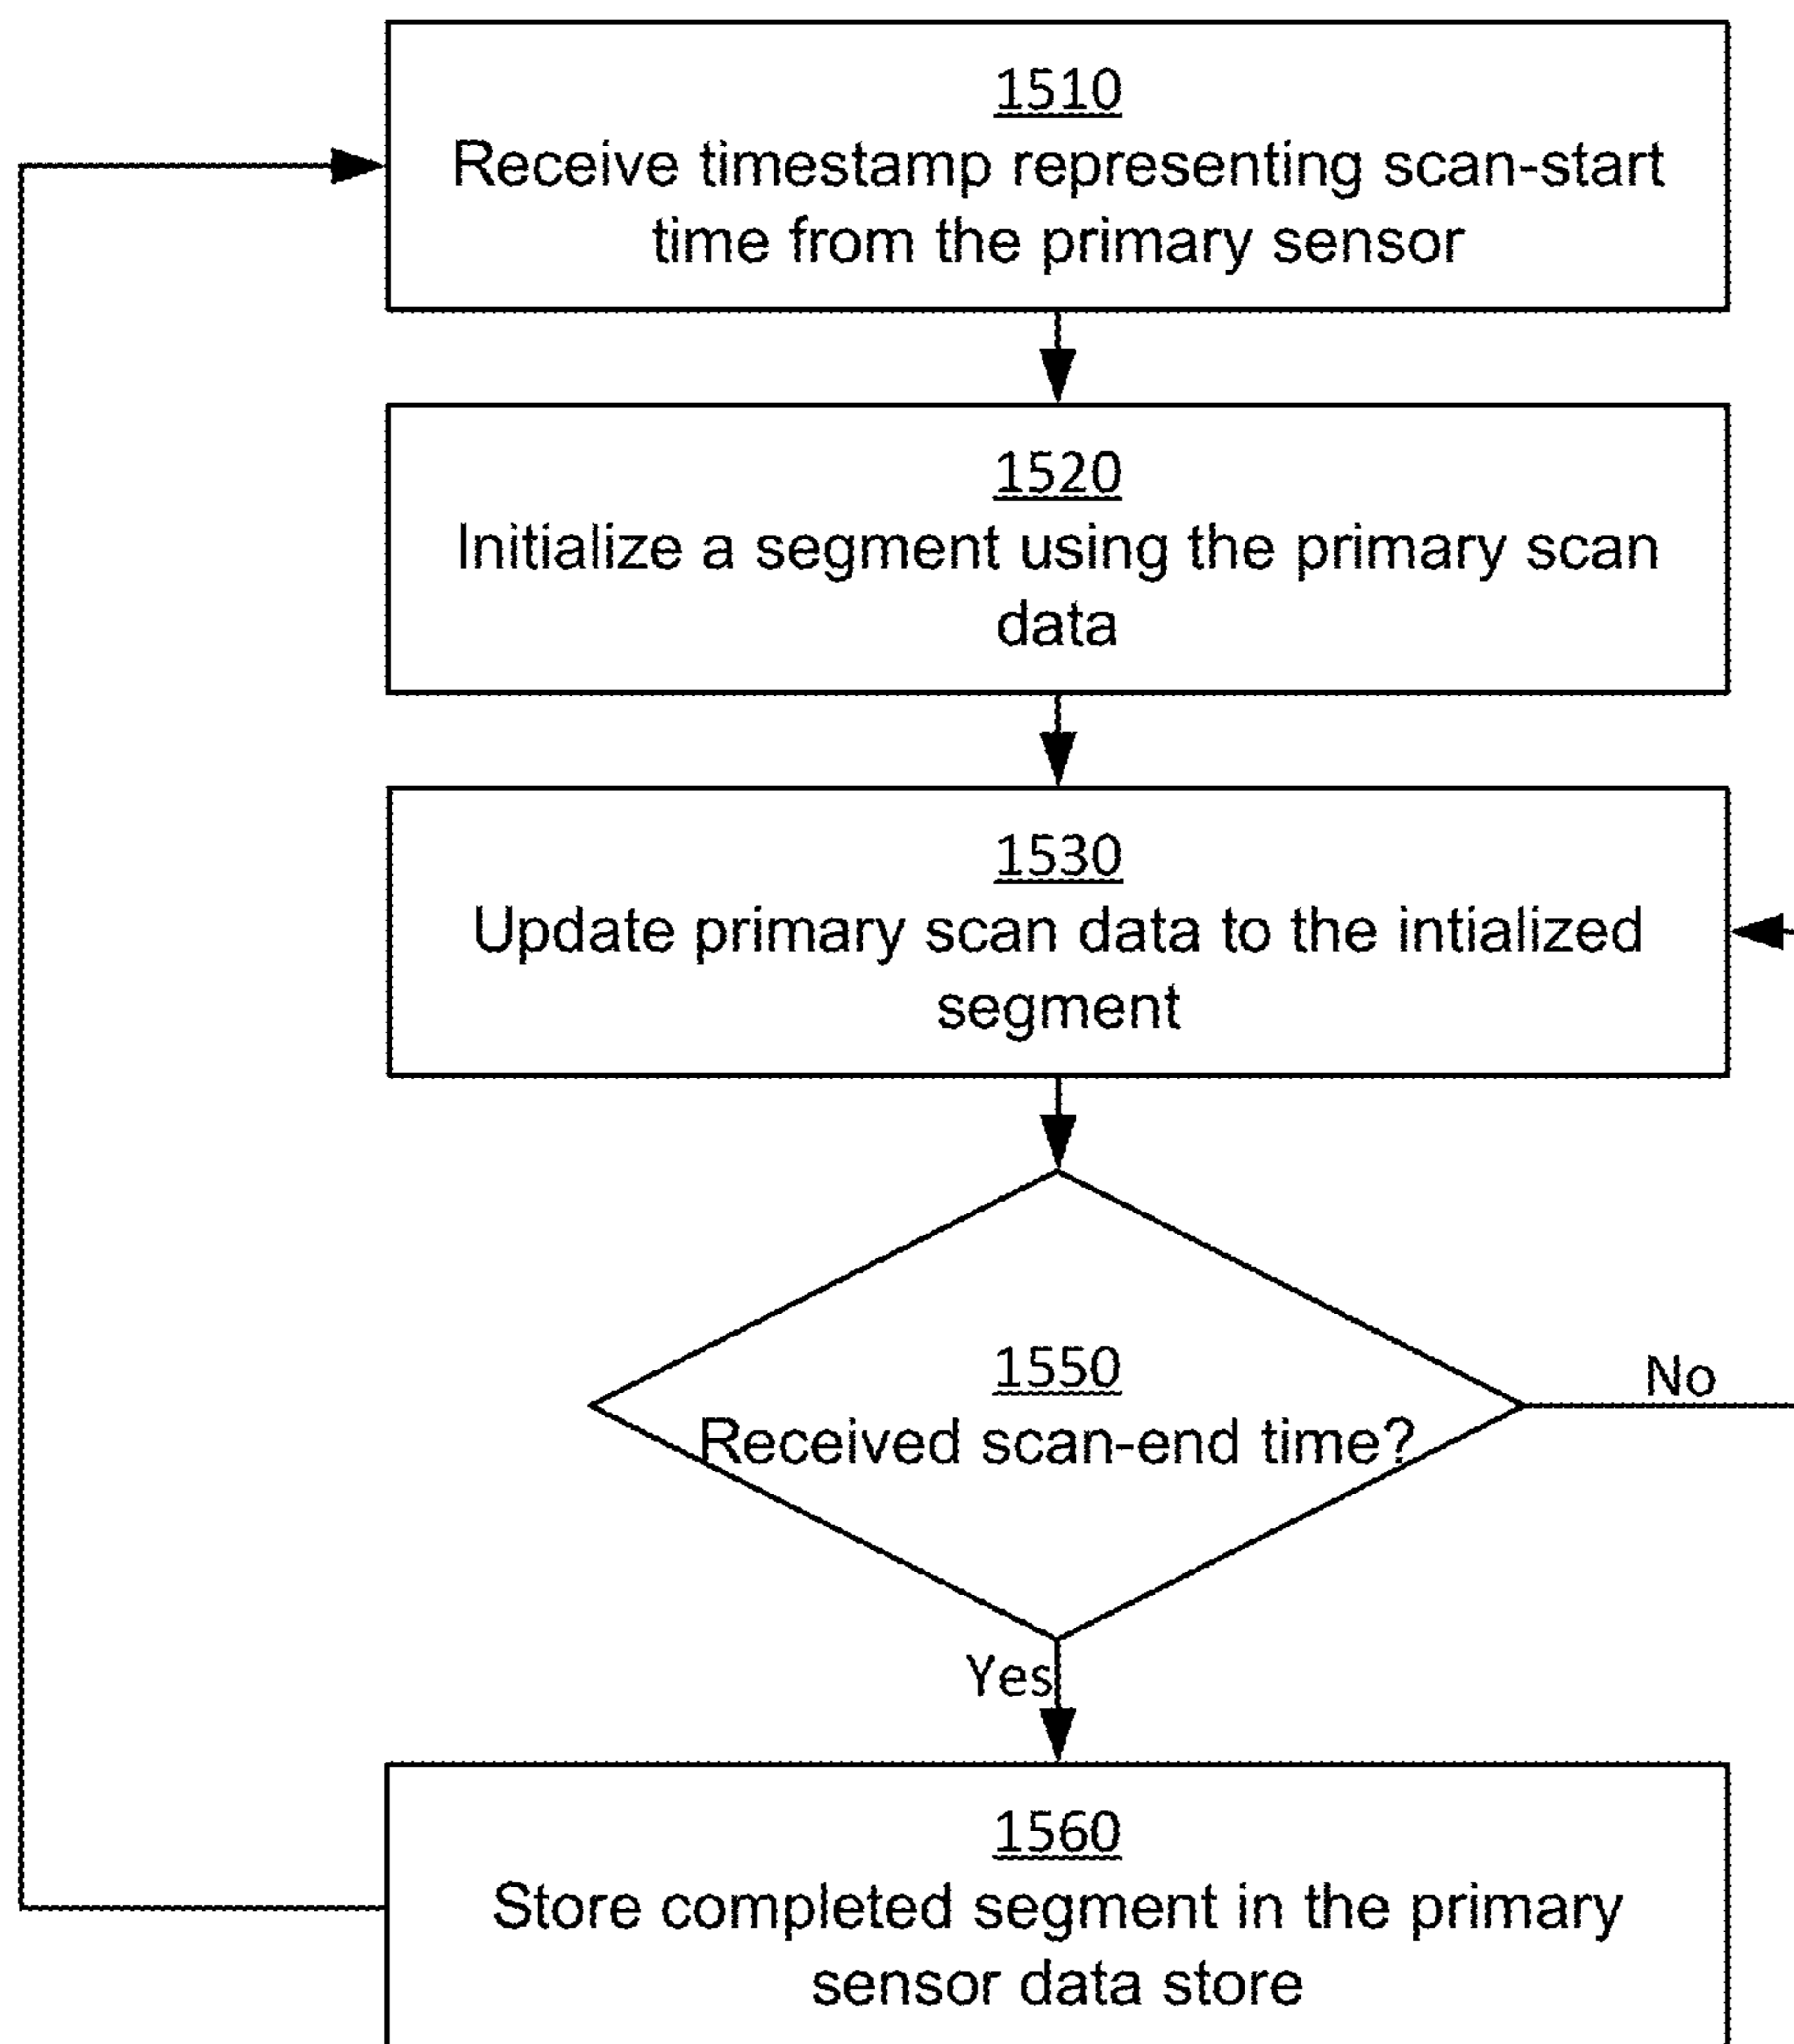 1510
Receive timestamp representing scan-start
time from the primary sensor
1520
Initialize a segment using the primary scan
data
1530
Update primary scan data to the intialized
segment
1550
Received scan-end time?
No
Yes
1560
Store completed segment in the primary
sensor data store